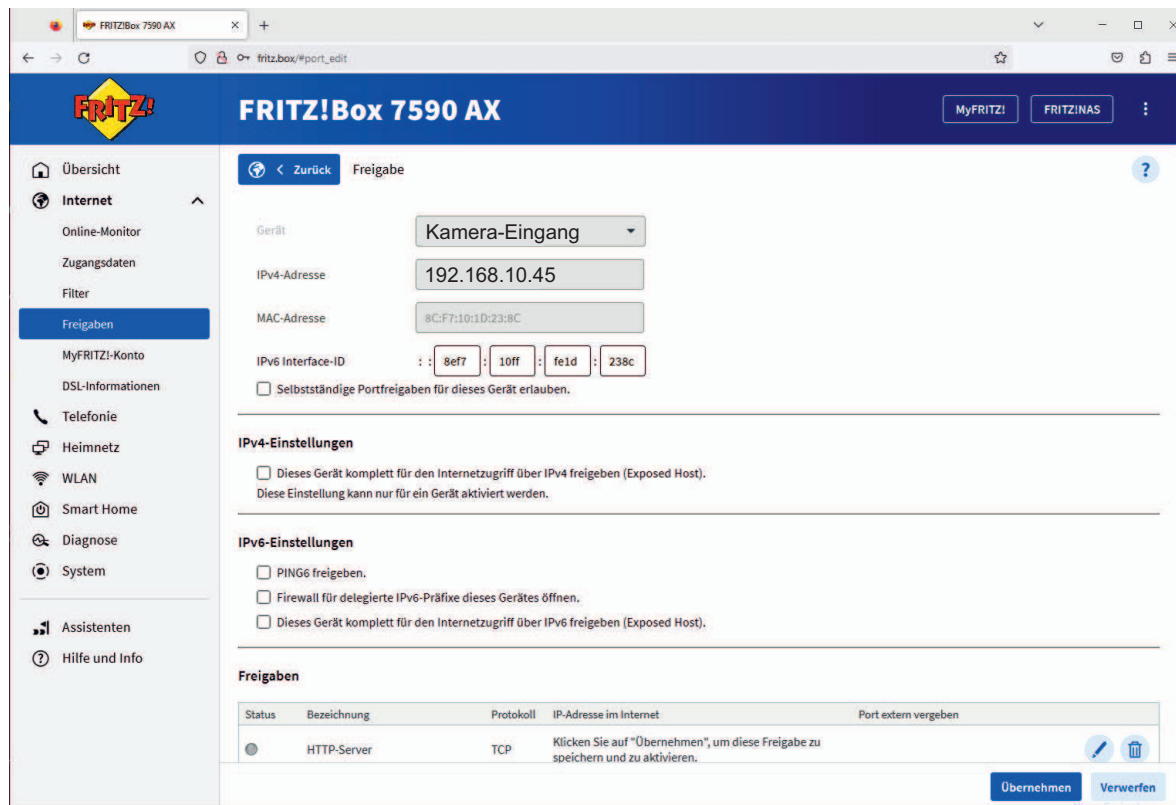 FRITZ!Box 7590 AX
fritz.box/#port_edit
FRITZ!
FRITZ!Box 7590 AX
MyFRITZ!
FRITZ!NAS
Übersicht
Internet
Online-Monitor
Zugangsdaten
Filter
Freigaben
MyFRITZ!-Konto
DSL-Informationen
Telefonie
Heimnetz
WLAN
Smart Home
Diagnose
System
Assistenten
Hilfe und Info
< Zurück
Freigabe
?
Gerät
Kamera-Eingang
IPv4-Adresse
192.168.10.45
MAC-Adresse
8C:F7:10:1D:23:8C
IPv6 Interface-ID
: : 8ef7 : 10ff : fe1d : 238c
Selbstständige Portfreigaben für dieses Gerät erlauben.
IPv4-Einstellungen
Dieses Gerät komplett für den Internetzugriff über IPv4 freigeben (Exposed Host).
Diese Einstellung kann nur für ein Gerät aktiviert werden.
IPv6-Einstellungen
PING6 freigeben.
Firewall für delegierte IPv6-Präfixe dieses Gerätes öffnen.
Dieses Gerät komplett für den Internetzugriff über IPv6 freigeben (Exposed Host).
Freigaben
Status Bezeichnung Protokoll IP-Adresse im Internet Port extern vergeben
HTTP-Server TCP Klicken Sie auf "Übernehmen", um diese Freigabe zu
speichern und zu aktivieren.
Übernehmen
Verwerfen